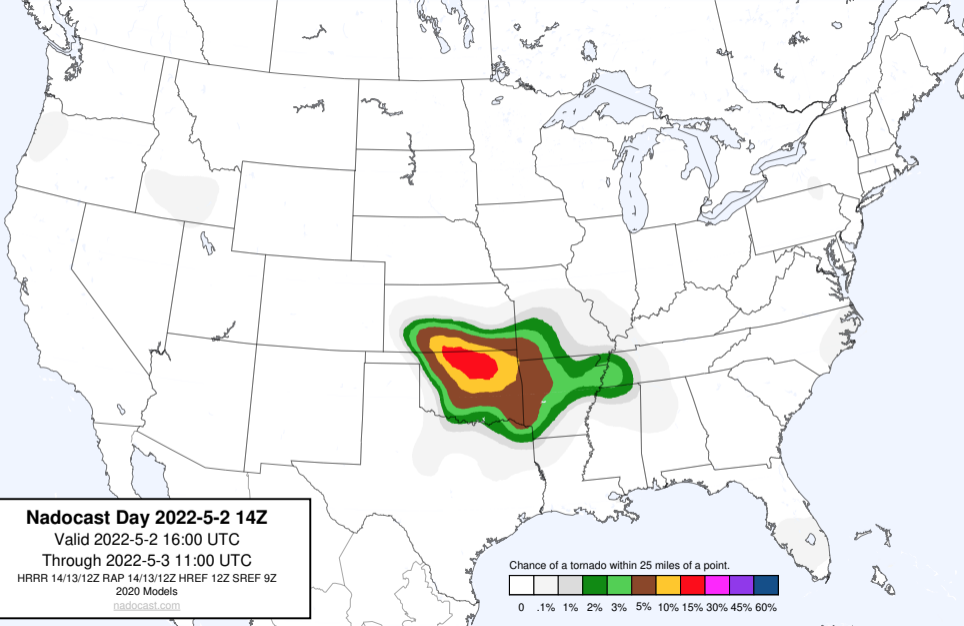 Nadocast Day 2022-5-2 14Z
Valid 2022-5-2 16:00 UTC
Through 2022-5-3 11:00 UTC
HRRR 14/13/12Z RAP 14/13/12Z HREF 12Z SREF 9Z
2020 Models
nadocast.com
Chance of a tornado within 25 miles of a point.
0 .1% 1% 2% 3% 5% 10% 15% 30% 45% 60%